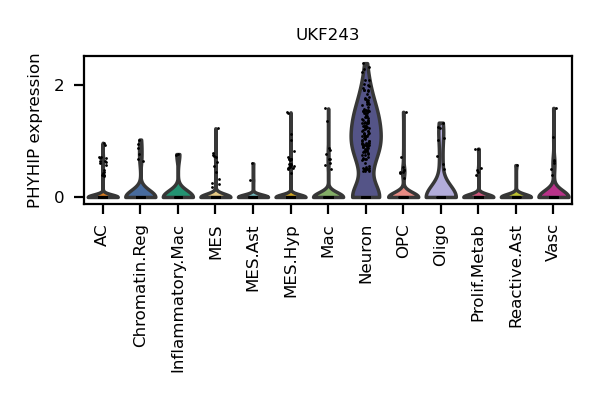 UKF243
PHYHIP expression
2
0
AC
Chromatin.Reg
Inflammatory.Mac
MES
MES.Ast
MES.Hyp
Mac
Neuron
OPC
Oligo
Prolif.Metab
Reactive.Ast
Vasc